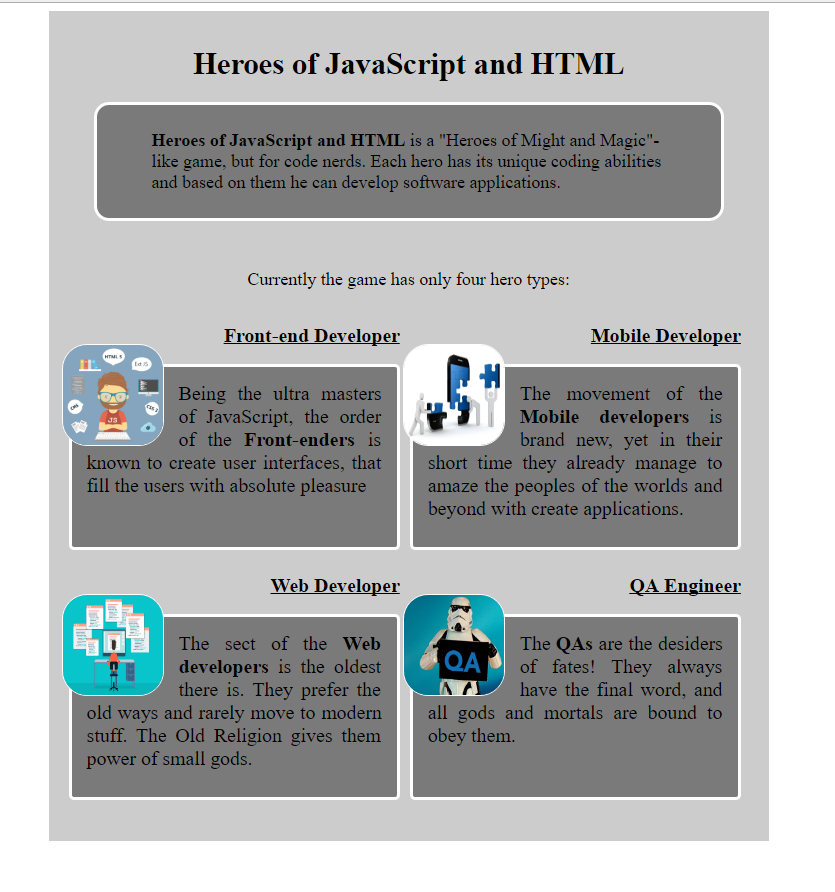 Heroes of JavaScript and HTML
Heroes of JavaScript and HTML is a "Heroes of Might and Magic"-
like game, but for code nerds. Each hero has its unique coding abilities
and based on them he can develop software applications.
Currently the game has only four hero types:
Front-end Developer
HTML 5
Ext JS
CSS 3
JS
Being the ultra masters
of JavaScript, the order
of the Front-enders is
known to create user interfaces, that
fill the users with absolute pleasure
Mobile Developer
The movement of the
Mobile developers is
brand new, yet in their
short time they already manage to
amaze the peoples of the worlds and
beyond with create applications.
Web Developer
The sect of the Web
developers is the oldest
there is. They prefer the
old ways and rarely move to modern
stuff. The Old Religion gives them
power of small gods.
QA Engineer
QA
The QAs are the desiders
of fates! They always
have the final word, and
all gods and mortals are bound to
obey them.